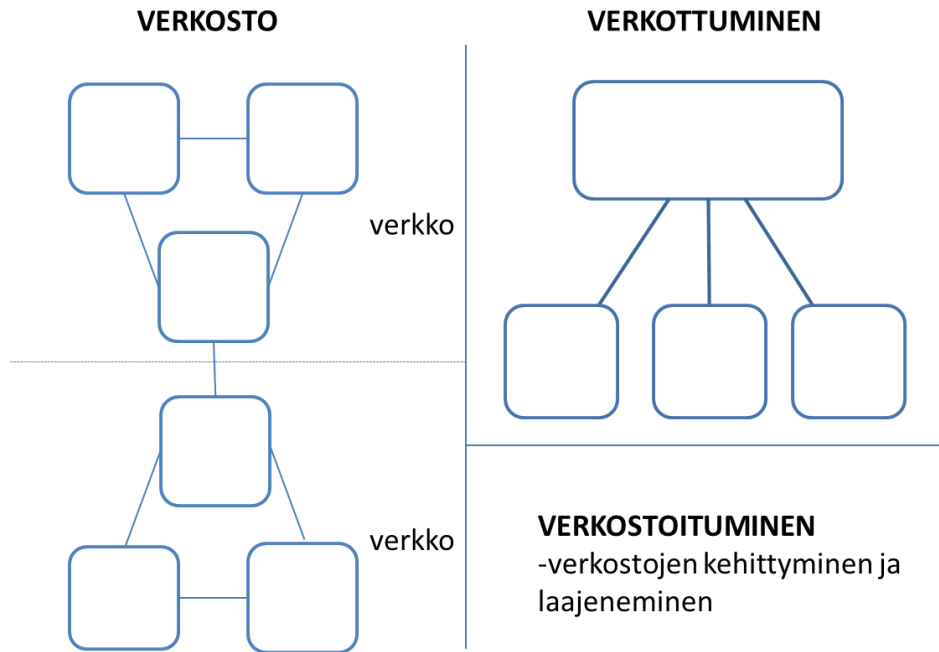 VERKOSTO
verkko
verkko
VERKOTTUMINEN
VERKOSTOITUMINEN
-verkostojen kehittyminen ja
laajeneminen